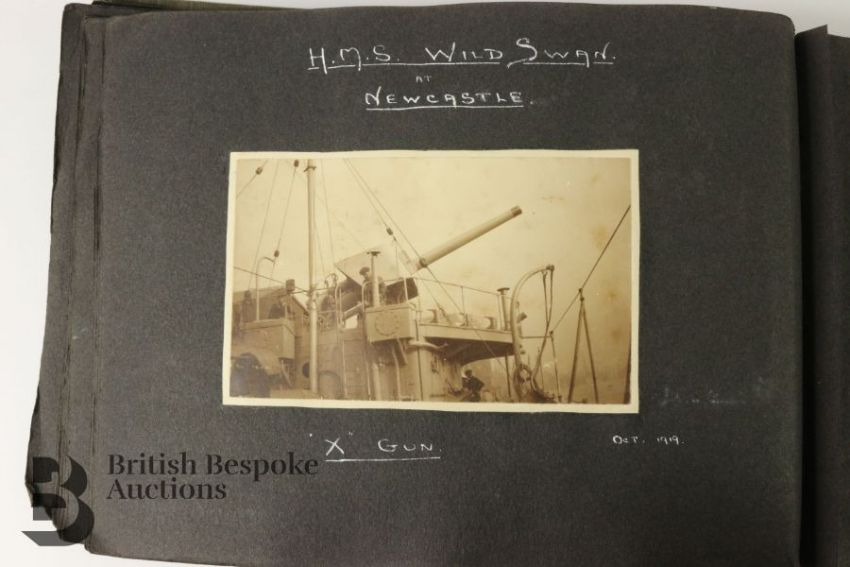 H.M.S. WILD SWAN.
AT
NEWCASTLE.
"X" GUN.
OCT. 1919.
British Bespoke
Auctions